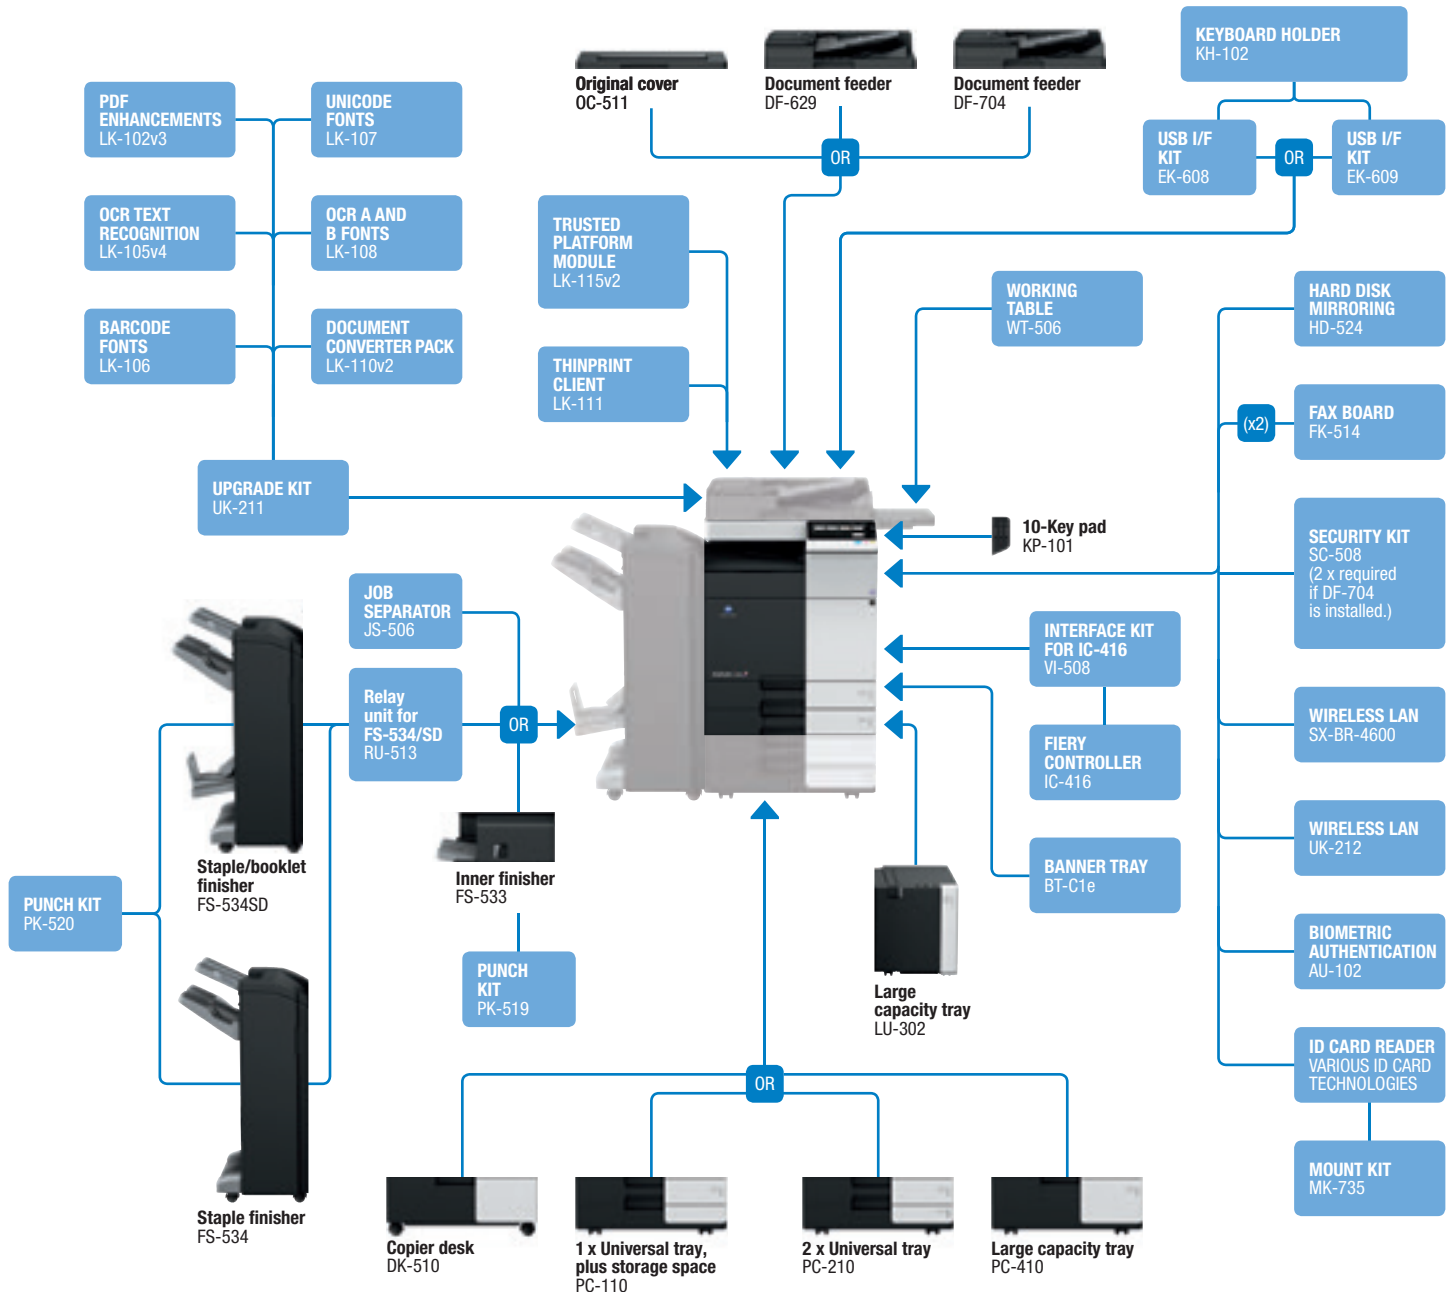 KEYBOARD HOLDER
KH-102
Original cover
OC-511
Document feeder
DF-629
Document feeder
DF-704
PDF
ENHANCEMENTS
LK-102v3
UNICODE
FONTS
LK-107
OR
USB I/F
KIT
EK-608
OR
USB I/F
KIT
EK-609
OCR TEXT
RECOGNITION
LK-105v4
OCR A AND
B FONTS
LK-108
TRUSTED
PLATFORM
MODULE
LK-115v2
WORKING
TABLE
WT-506
HARD DISK
MIRRORING
HD-524
BARCODE
FONTS
LK-106
DOCUMENT
CONVERTER PACK
LK-110v2
THINPRINT
CLIENT
LK-111
(x2)
FAX BOARD
FK-514
UPGRADE KIT
UK-211
10-Key pad
KP-101
SECURITY KIT
SC-508
(2 x required
if DF-704
is installed.)
JOB
SEPARATOR
JS-506
INTERFACE KIT
FOR IC-416
VI-508
Relay
unit for
FS-534/SD
RU-513
OR
WIRELESS LAN
SX-BR-4600
FIERY
CONTROLLER
IC-416
WIRELESS LAN
UK-212
Staple/booklet
finisher
FS-534SD
Inner finisher
FS-533
BANNER TRAY
BT-C1e
PUNCH KIT
PK-520
BIOMETRIC
AUTHENTICATION
AU-102
PUNCH
KIT
PK-519
Large
capacity tray
LU-302
ID CARD READER
VARIOUS ID CARD
TECHNOLOGIES
OR
MOUNT KIT
MK-735
Staple finisher
FS-534
Copier desk
DK-510
1 x Universal tray,
plus storage space
PC-110
2 x Universal tray
PC-210
Large capacity tray
PC-410